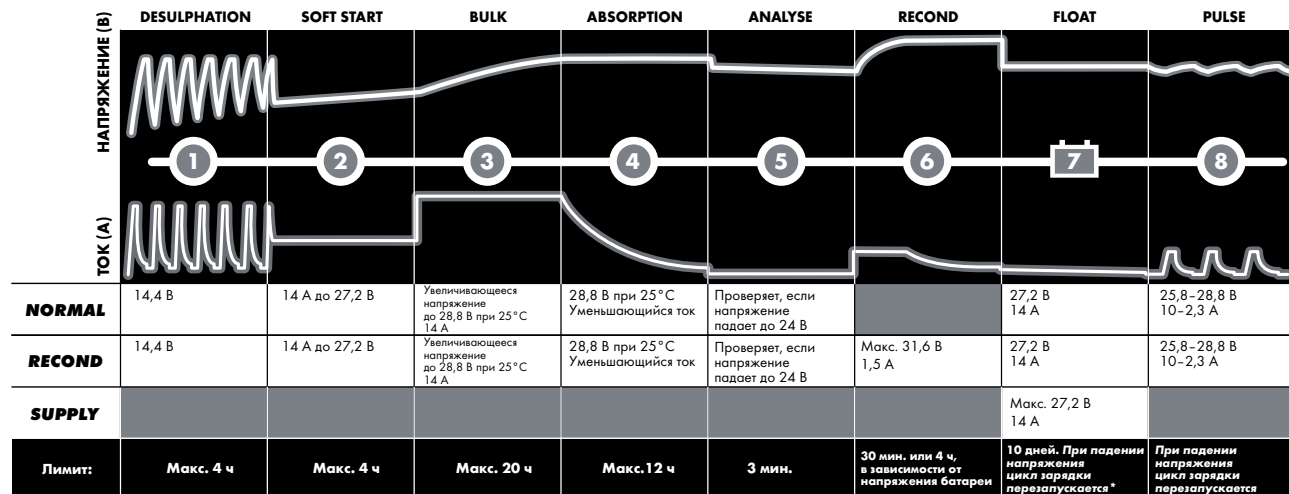 DESULPHATION SOFT START BULK ABSORPTION ANALYSE RECOND FLOAT PULSE
НАПРЯЖЕНИЕ (В)
1 2 3 4 5 6 7 8
ТОК (А)
NORMAL
14,4 В
14 А до 27,2 В
Увеличивающееся
напряжение
до 28,8 В при 25°C
14 А
28,8 В при 25°C
Уменьшающийся ток
Проверяет, если
напряжение
падает до 24 В
27,2 В
14 А
25,8–28,8 В
10–2,3 А
RECOND
14,4 В
14 А до 27,2 В
Увеличивающееся
напряжение
до 28,8 В при 25°C
14 А
28,8 В при 25°C
Уменьшающийся ток
Проверяет, если
напряжение
падает до 24 В
Макс. 31,6 В
1,5 А
27,2 В
14 А
25,8–28,8 В
10–2,3 А
SUPPLY
Макс. 27,2 В
14 А
Лимит:
Макс. 4 ч
Макс. 4 ч
Макс. 20 ч
Макс.12 ч
3 мин.
30 мин. или 4 ч,
в зависимости от
напряжения батареи
10 дней. При падении
напряжения
цикл зарядки
перезапускается*
При падении
напряжения
цикл зарядки
перезапускается